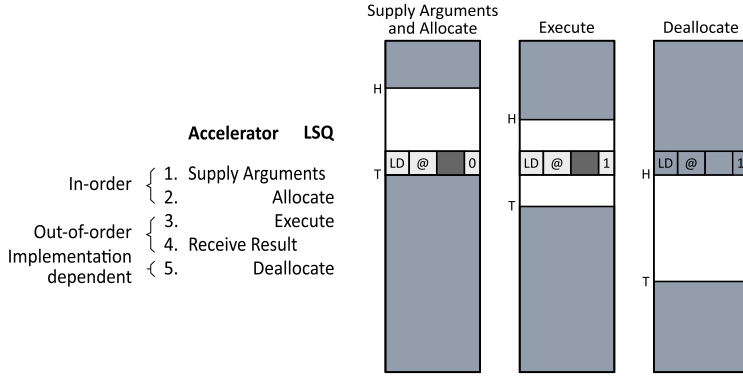 Supply Arguments
and Allocate
Execute
Deallocate
H
H
Accelerator LSQ
LD @ 0
LD @ 1
LD @ 1
T
H
In-order
1. Supply Arguments
2. Allocate
T
Out-of-order
3. Execute
4. Receive Result
Implementation
dependent
5. Deallocate
T